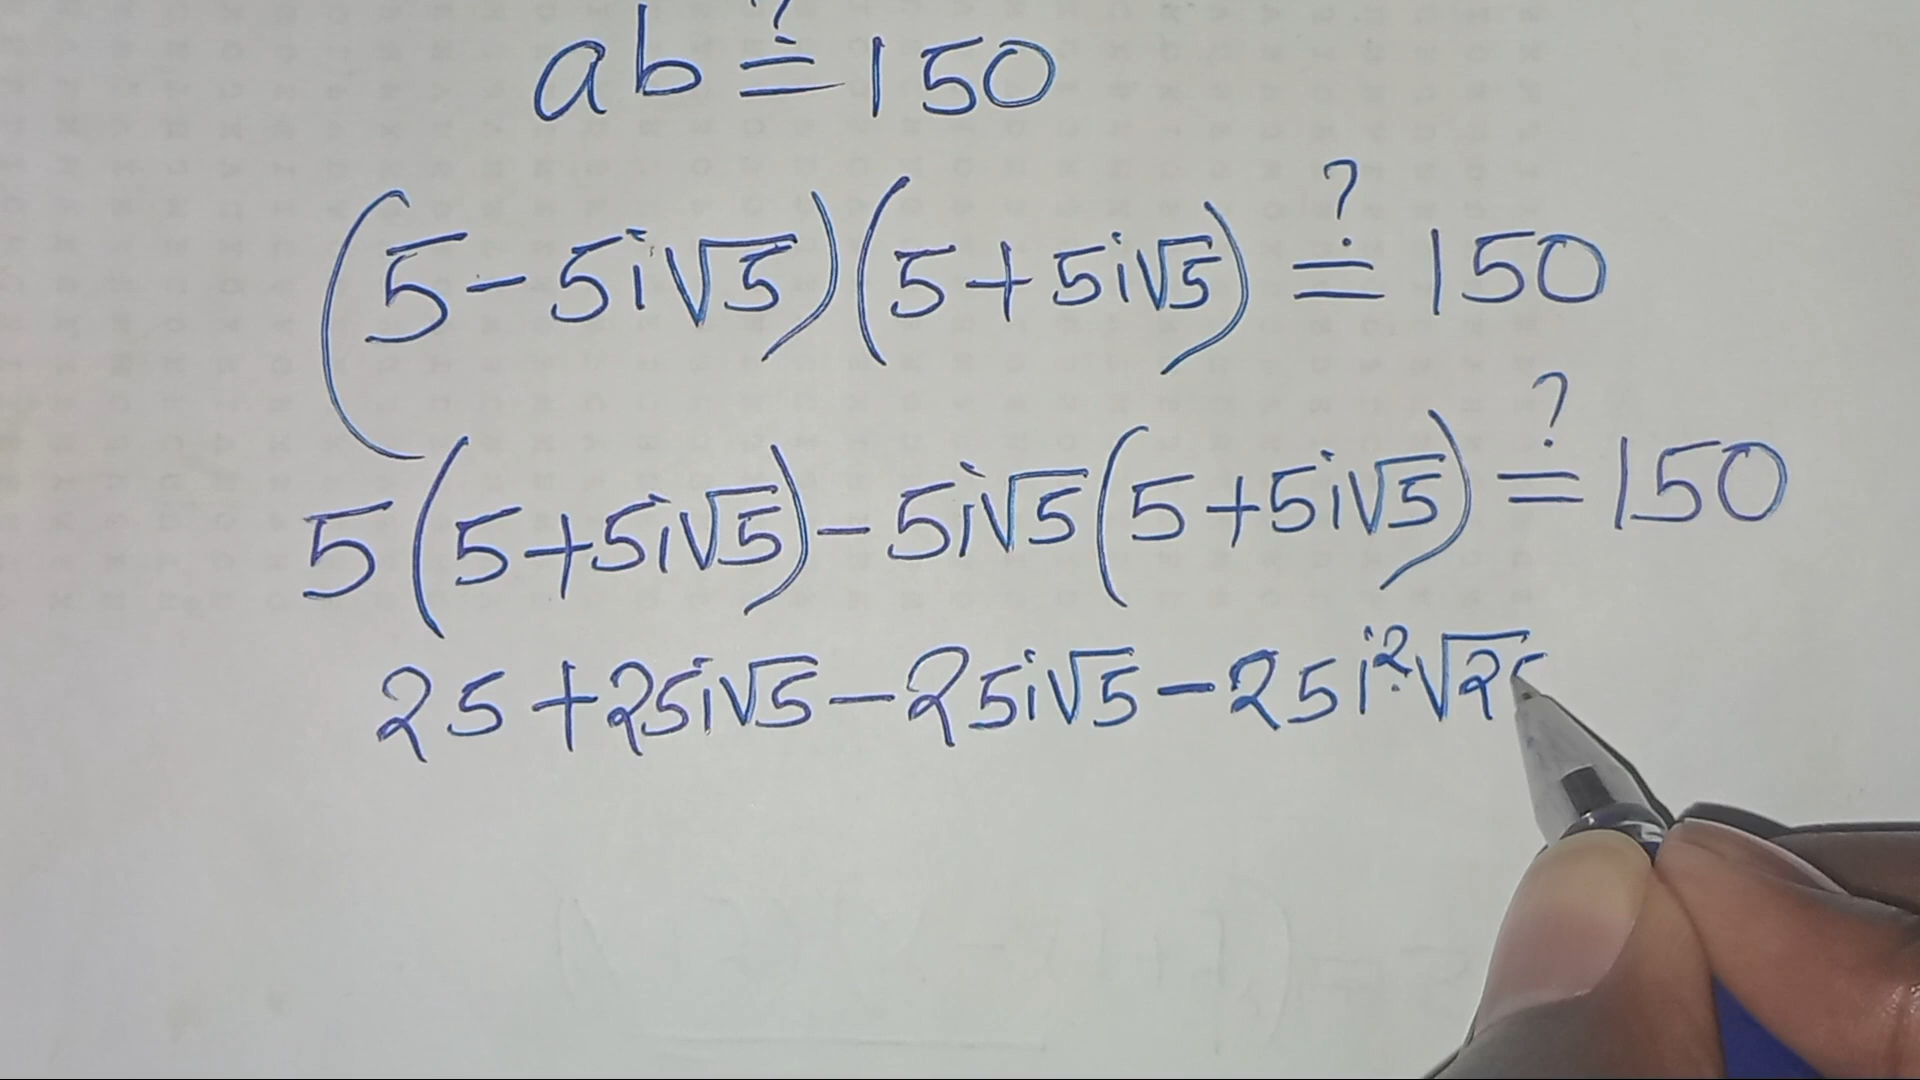 ab ≟ 150
(5 - 5i√5)(5 + 5i√5) ≟ 150
5(5 + 5i√5) - 5i√5(5 + 5i√5) ≟ 150
25 + 25i√5 - 25i√5 - 25i²√25